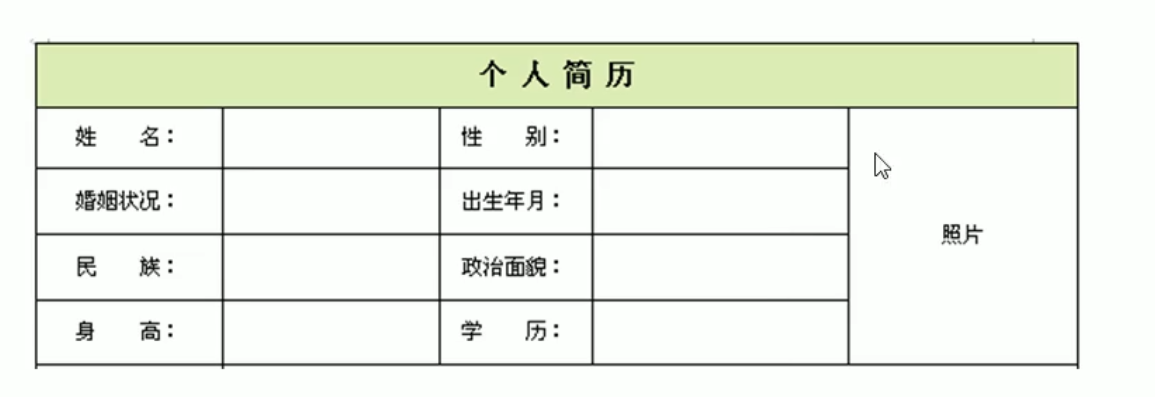 个人简历
姓 名： 性 别：
婚姻状况： 出生年月：
照片
民 族： 政治面貌：
身 高： 学 历：